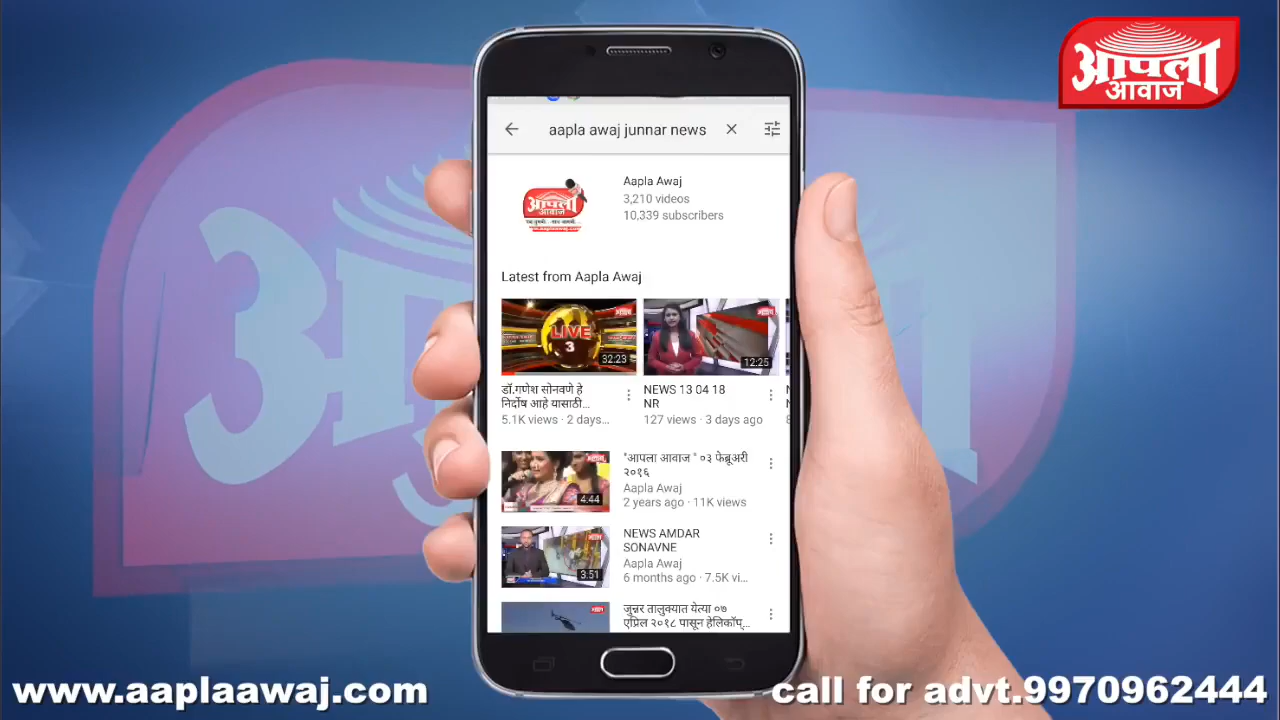 आपला
आवाज
aapla awaj junnar news
आपला
आवाज
Aapla Awaj
3,210 videos
10,339 subscribers
Latest from Aapla Awaj
LIVE
3
32:23
12:25
डॉ.गणेश सोनवणे हे
निर्दोष आहे यासाठी...
5.1K views · 2 days...
NEWS 13 04 18
NR
127 views · 3 days ago
4:44
"आपला आवाज " ०३ फेब्रूअरी
२०१६
Aapla Awaj
2 years ago · 11K views
3:51
NEWS AMDAR
SONAVNE
Aapla Awaj
6 months ago · 7.5K vi...
जुन्नर तालुक्यात येत्या ०७
एप्रिल २०१८ पासून हेलिकॉप्...
www.aaplaawaj.com
call for advt.9970962444